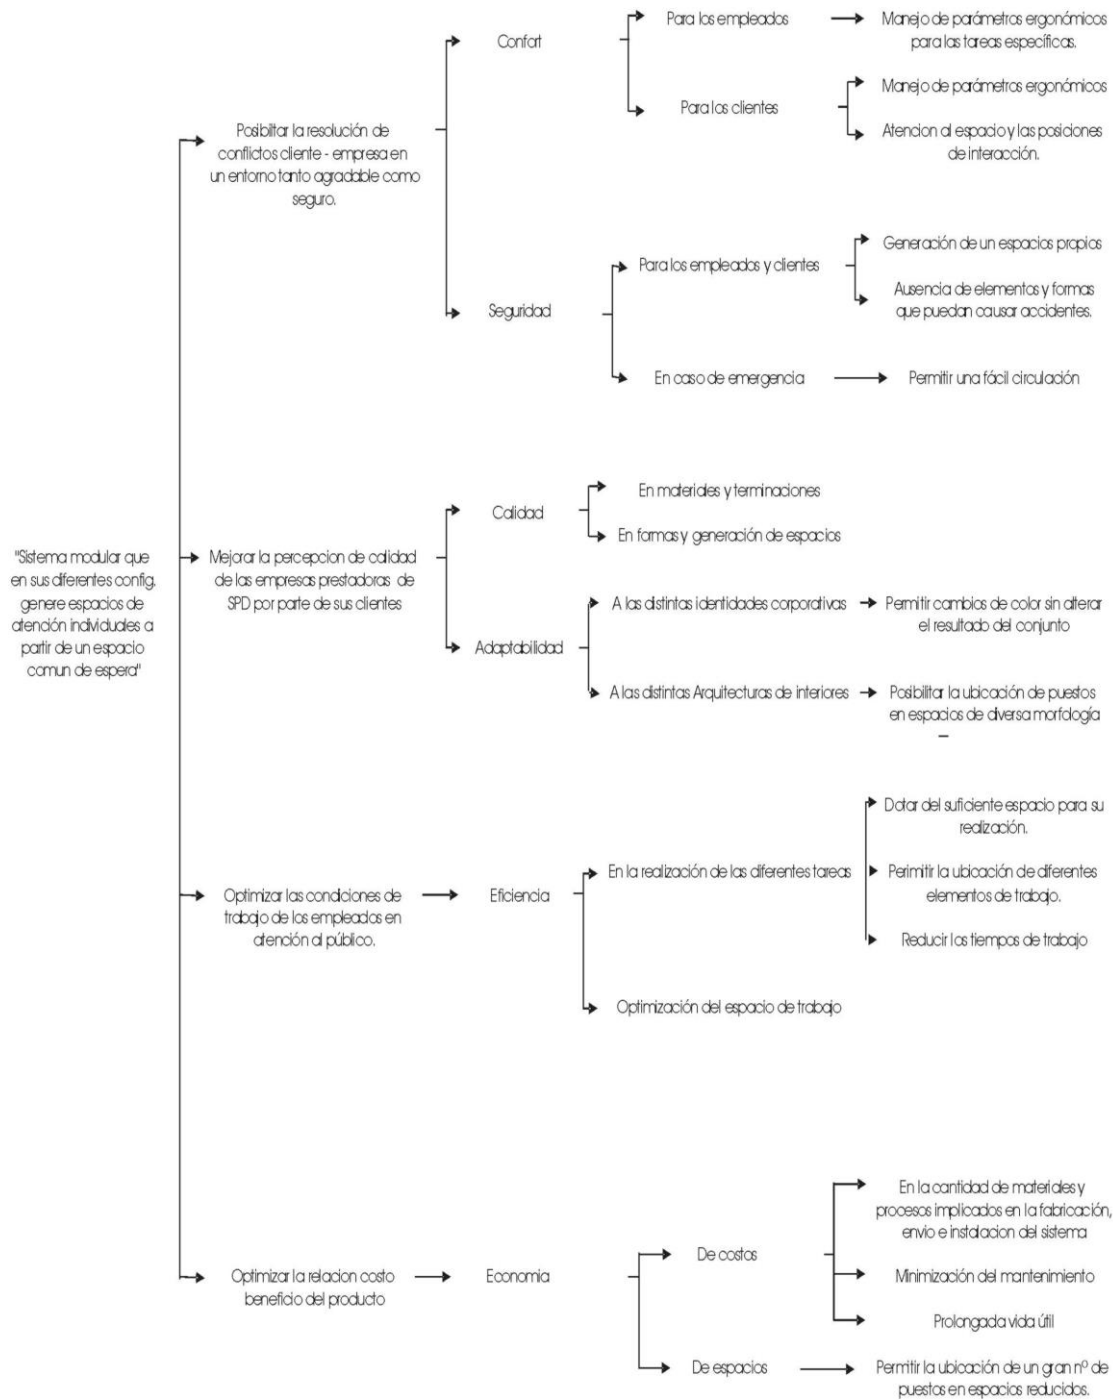 "Sistema modular que
en sus diferentes config.
genere espacios de
atención individuales a
partir de un espacio
comun de espera"
Posibiltar la resolución de
conflictos cliente - empresa en
un entorno tanto agradable como
seguro.
Confort
Para los empleados
Manejo de parámetros ergonómicos
para las tareas específicas.
Para los clientes
Manejo de parámetros ergonómicos
Atencion al espacio y las posiciones
de interacción.
Seguridad
Para los empleados y clientes
Generación de un espacios propios
Ausencia de elementos y formas
que puedan causar accidentes.
En caso de emergencia
Permitir una fácil circulación
Mejorar la percepcion de calidad
de las empresas prestadoras de
SPD por parte de sus clientes
Calidad
En materiales y terminaciones
En formas y generación de espacios
Adaptabilidad
A las distintas identidades corporativas
Permitir cambios de color sin alterar
el resultado del conjunto
A las distintas Arquitecturas de interiores
Posibilitar la ubicación de puestos
en espacios de diversa morfología
Optimizar las condiciones de
trabajo de los empleados en
atención al público.
Eficiencia
En la realización de las diferentes tareas
Dotar del suficiente espacio para su
realización.
Perimitir la ubicación de diferentes
elementos de trabajo.
Reducir los tiempos de trabajo
Optimización del espacio de trabajo
Optimizar la relacion costo
beneficio del producto
Economia
De costos
En la cantidad de materiales y
procesos implicados en la fabricación,
envio e instalacion del sistema
Minimización del mantenimiento
Prolongada vida útil
De espacios
Permitir la ubicación de un gran nº de
puestos en espacios reducidos.